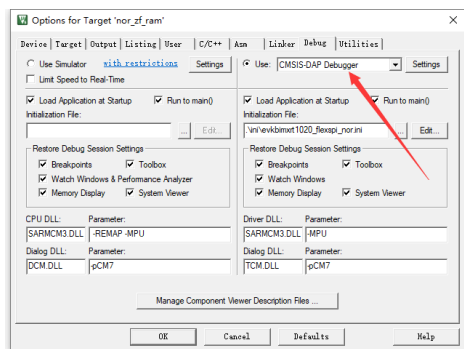 Options for Target 'nor_zf_ram'
Device | Target | Output | Listing | User | C/C++ | Asm | Linker | Debug | Utilities |
Use Simulator with restrictions Settings
Use: CMSIS-DAP Debugger Settings
Limit Speed to Real-Time
Load Application at Startup Run to main()
Load Application at Startup Run to main()
Initialization File:
Initialization File:
... Edit...
.\ini\evkbimxrt1020_flexspi_nor.ini ... Edit...
Restore Debug Session Settings
Restore Debug Session Settings
Breakpoints Toolbox
Breakpoints Toolbox
Watch Windows & Performance Analyzer
Watch Windows
Memory Display System Viewer
Memory Display System Viewer
CPU DLL: Parameter:
Driver DLL: Parameter:
SARMCM3.DLL -REMAP -MPU
SARMCM3.DLL -MPU
Dialog DLL: Parameter:
Dialog DLL: Parameter:
DCM.DLL -pCM7
TCM.DLL -pCM7
Manage Component Viewer Description Files ...
OK Cancel Defaults Help